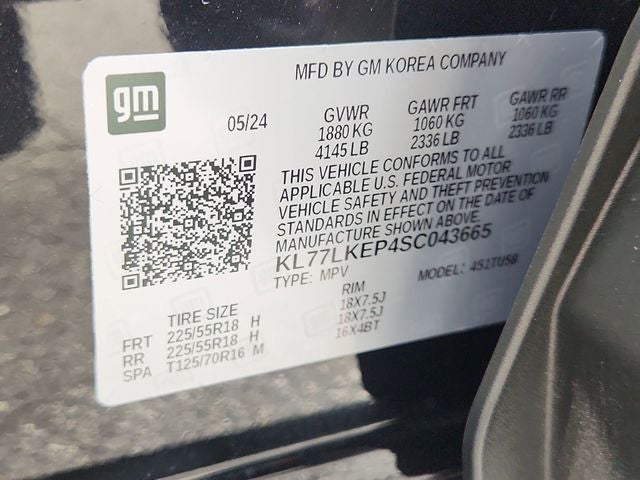 gm
MFD BY GM KOREA COMPANY
05/24
GVWR
1880 KG
4145 LB
GAWR FRT
1060 KG
2336 LB
GAWR RR
1060 KG
2336 LB
THIS VEHICLE CONFORMS TO ALL
APPLICABLE U.S. FEDERAL MOTOR
VEHICLE SAFETY AND THEFT PREVENTION
STANDARDS IN EFFECT ON THE DATE OF
MANUFACTURE SHOWN ABOVE.
KL77LKEP4SC043665
TYPE: MPV
MODEL: 451TU58
TIRE SIZE RIM
FRT 225/55R18 H 18X7.5J
RR 225/55R18 H 18X7.5J
SPA T125/70R16 M 16X4BT